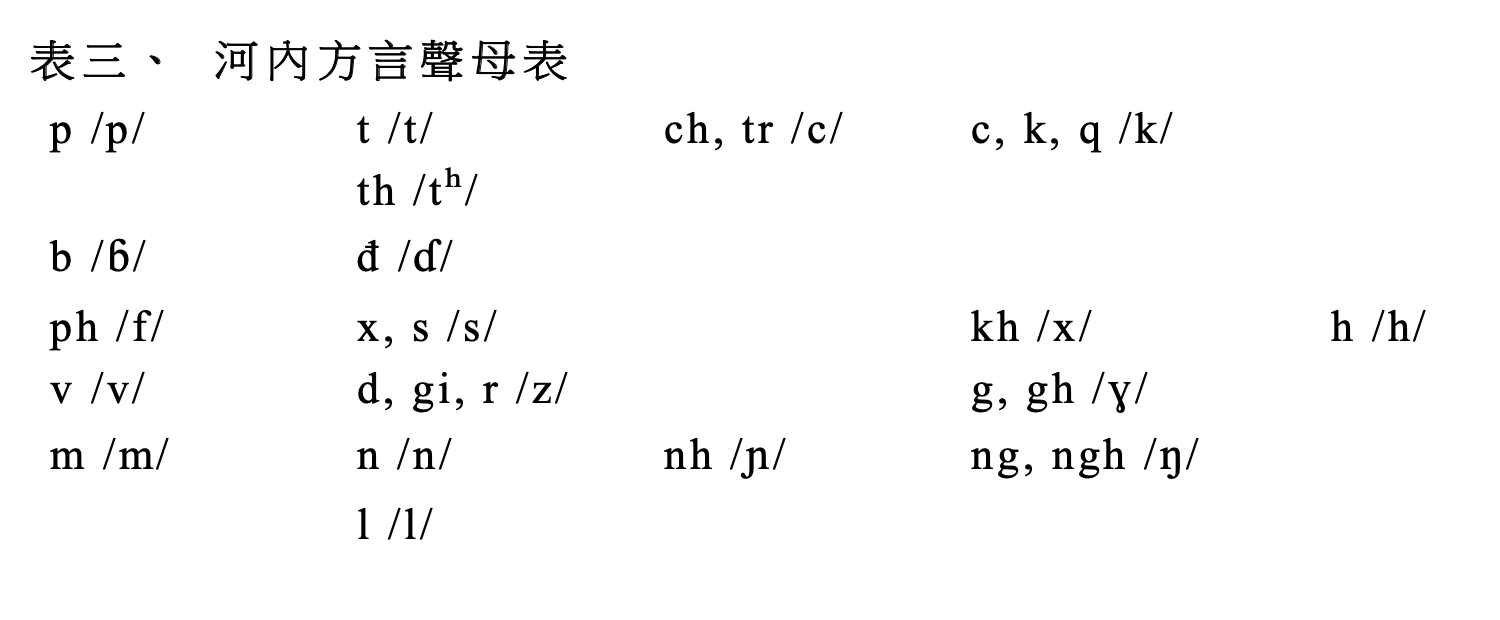 表三、 河內方言聲母表
p /p/ t /t/ ch, tr /c/ c, k, q /k/
th /tʰ/
b /ɓ/ đ /ɗ/
ph /f/ x, s /s/ kh /x/ h /h/
v /v/ d, gi, r /z/ g, gh /ɣ/
m /m/ n /n/ nh /ɲ/ ng, ngh /ŋ/
l /l/